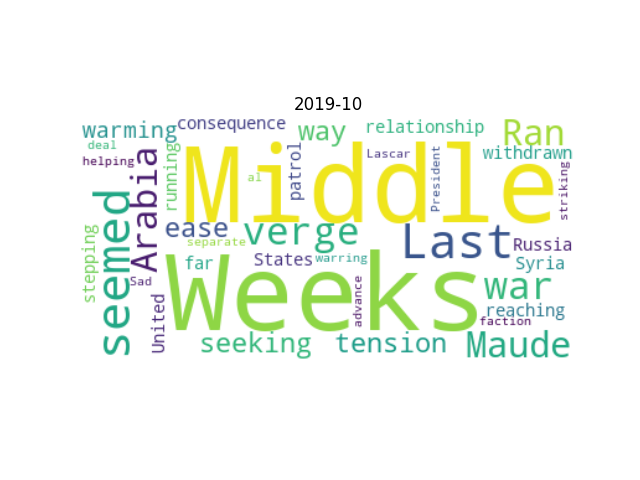 2019-10
consequence
warming
way
relationship
Ran
deal
helping
running
Middle
patrol
Lascar
President
withdrawn
al
striking
Arabia
seemed
ease
verge
Last
separate
Russia
stepping
far
States
warring
Syria
Sad
Weeks
war
United
advance
reaching
faction
seeking
tension
Maude